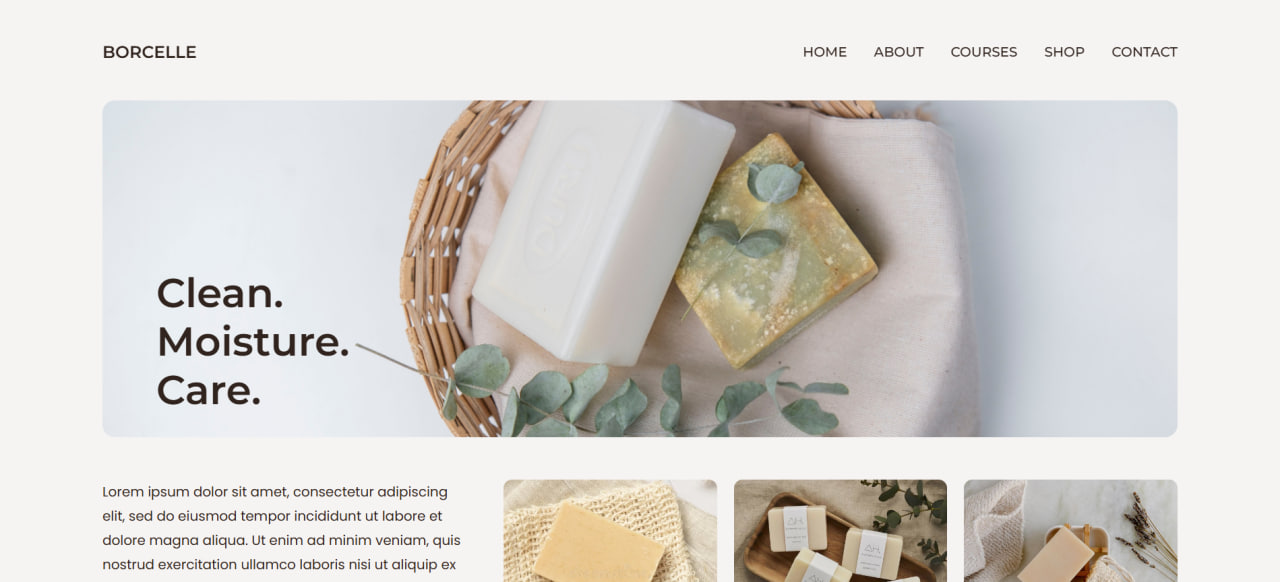 BORCELLE
HOME ABOUT COURSES SHOP CONTACT
Clean.
Moisture.
Care.
Lorem ipsum dolor sit amet, consectetur adipiscing
elit, sed do eiusmod tempor incididunt ut labore et
dolore magna aliqua. Ut enim ad minim veniam, quis
nostrud exercitation ullamco laboris nisi ut aliquip ex